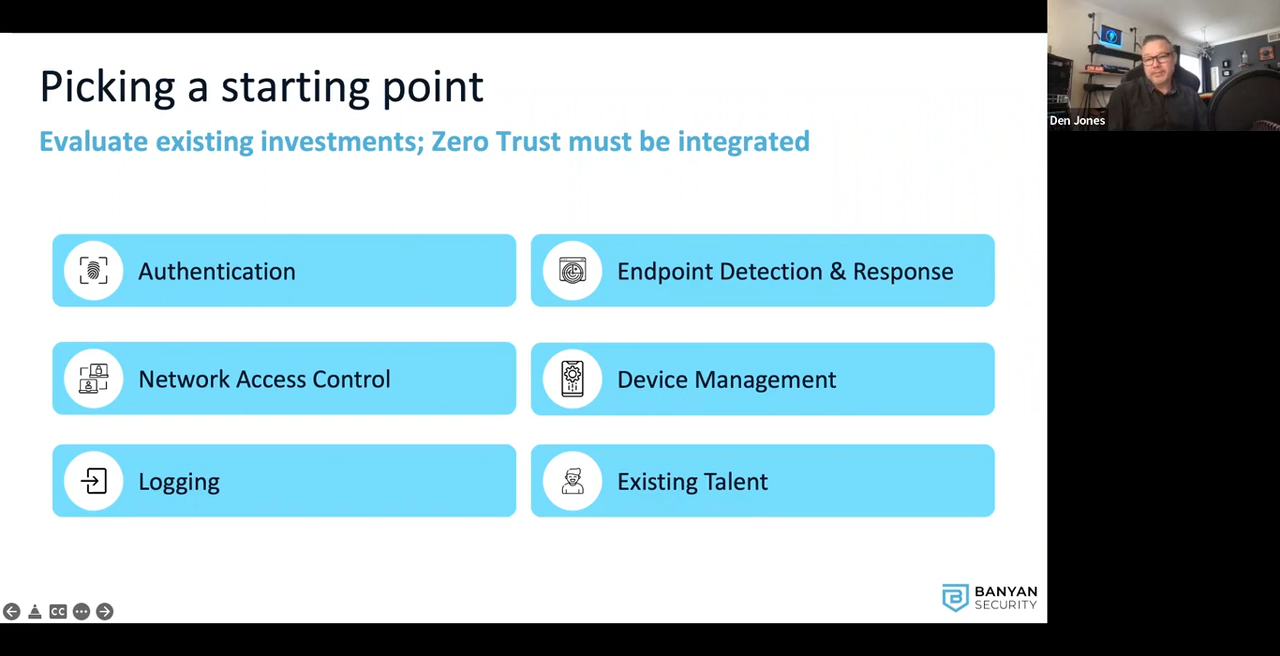 Picking a starting point
Evaluate existing investments; Zero Trust must be integrated
Den Jones
Authentication
Endpoint Detection & Response
Network Access Control
Device Management
Logging
Existing Talent
CC
BANYAN
SECURITY